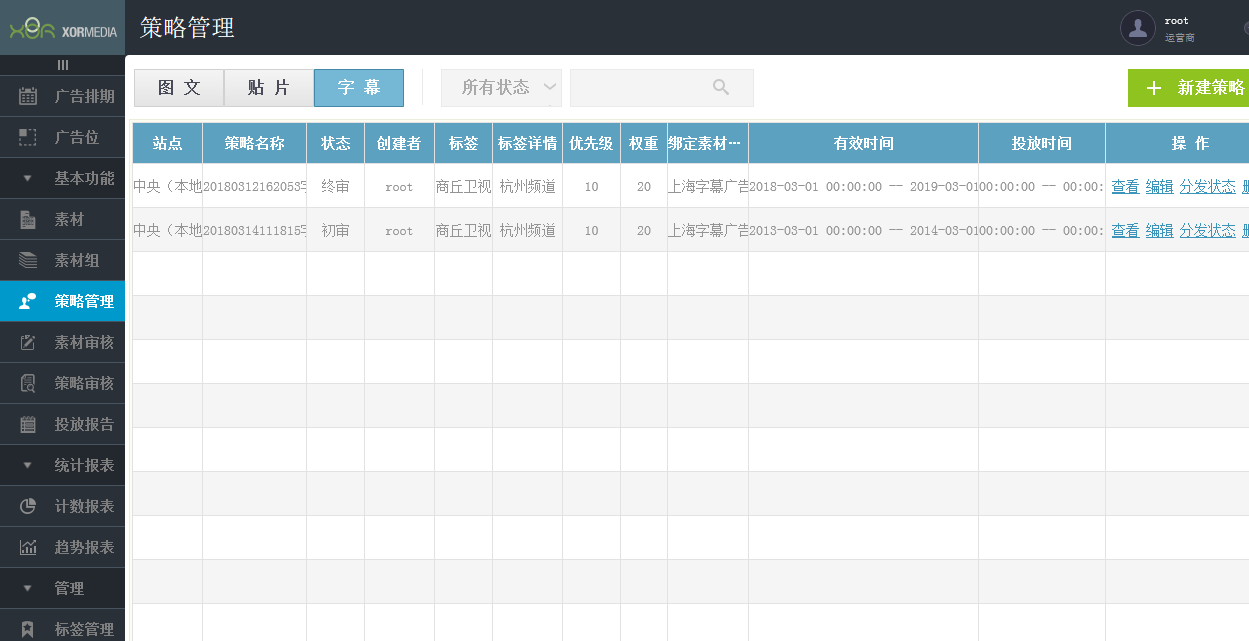 XORMEDIA
策略管理
root
运营商
广告排期
广告位
基本功能
素材
素材组
策略管理
素材审核
策略审核
投放报告
统计报表
计数报表
趋势报表
管理
标签管理
图 文 贴 片 字 幕 所有状态 新建策略
站点 策略名称 状态 创建者 标签 标签详情 优先级 权重 绑定素材… 有效时间 投放时间 操 作
中央（本地 20180312162053 终审 root 商丘卫视 杭州频道 10 20 上海字幕广告 2018-03-01 00:00:00 -- 2019-03-01 00:00:00 -- 00:00: 查看 编辑 分发状态
中央（本地 20180314111815 初审 root 商丘卫视 杭州频道 10 20 上海字幕广告 2013-03-01 00:00:00 -- 2014-03-01 00:00:00 -- 00:00: 查看 编辑 分发状态